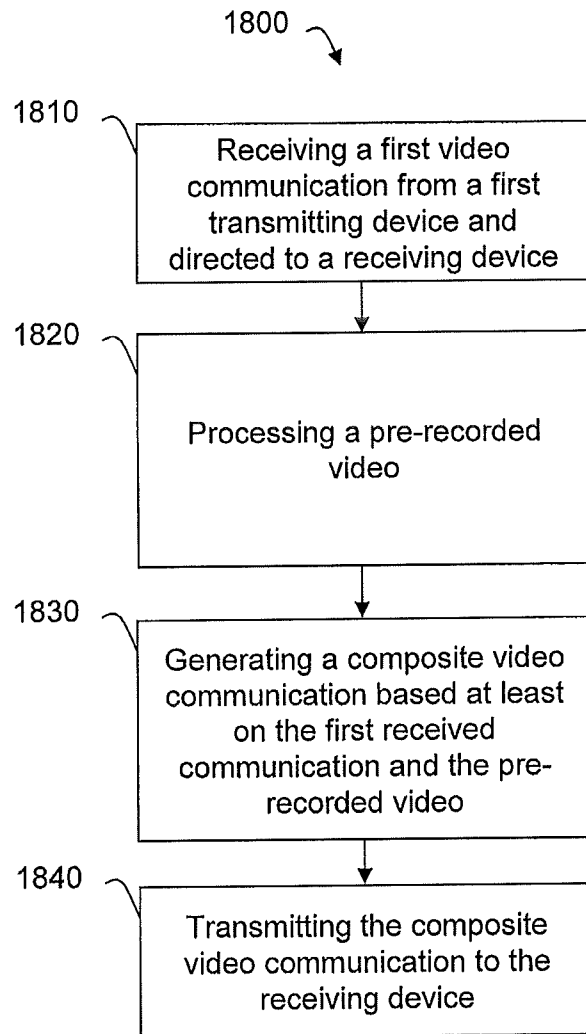 1800
1810
Receiving a first video
communication from a first
transmitting device and
directed to a receiving device
1820
Processing a pre-recorded
video
1830
Generating a composite video
communication based at least
on the first received
communication and the pre-
recorded video
1840
Transmitting the composite
video communication to the
receiving device